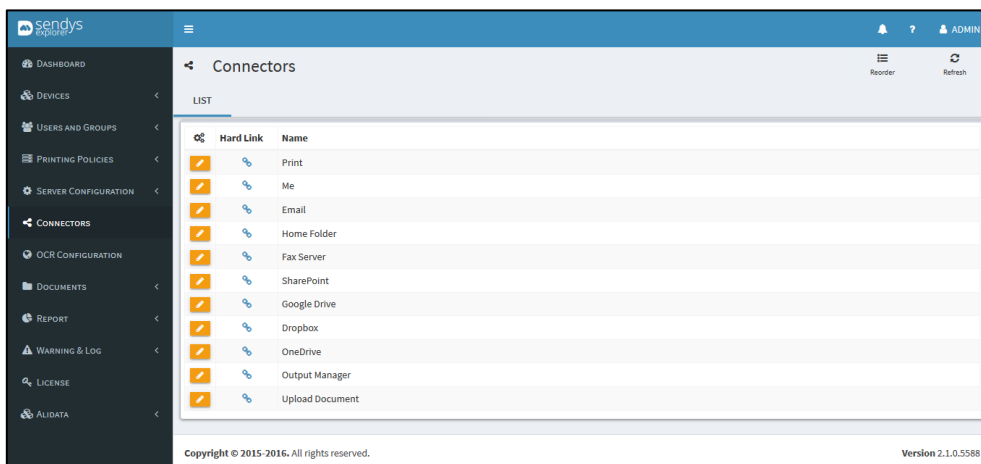 sendys
explorer
? ADMIN
DASHBOARD
DEVICES
USERS AND GROUPS
PRINTING POLICIES
SERVER CONFIGURATION
CONNECTORS
OCR CONFIGURATION
DOCUMENTS
REPORT
WARNING & LOG
LICENSE
ALIDATA
Connectors
Reorder Refresh
LIST
Hard Link Name
Print
Me
Email
Home Folder
Fax Server
SharePoint
Google Drive
Dropbox
OneDrive
Output Manager
Upload Document
Copyright © 2015-2016. All rights reserved. Version 2.1.0.5588